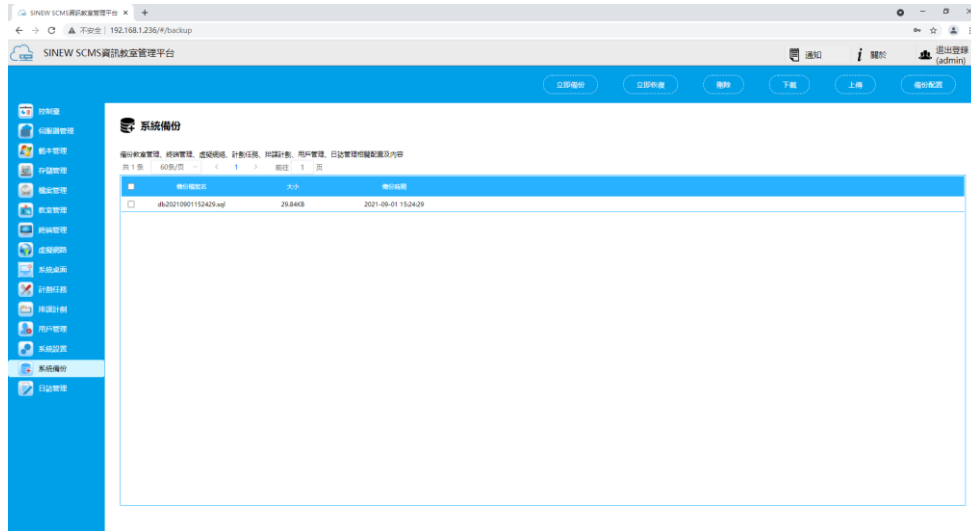 SINEW SCMS資訊教室管理平台
不安全 192.168.1.236/#/backup
SINEW SCMS資訊教室管理平台
通知
關於
退出登錄
(admin)
立即備份
立即恢復
刪除
下載
上傳
備份配置
控制臺
伺服器管理
範本管理
存儲管理
檔案管理
教室管理
終端管理
虛擬網路
系統桌面
計劃任務
排課計劃
用戶管理
系統設置
系統備份
日誌管理
系統備份
備份教室管理、終端管理、虛擬網絡、計劃任務、排課計劃、用戶管理、日誌管理相關配置及内容
共 1 条 60条/页 1 前往 1 页
備份檔案名 大小 備份時間
db20210901152429.sql 29.84KB 2021-09-01 15:24:29